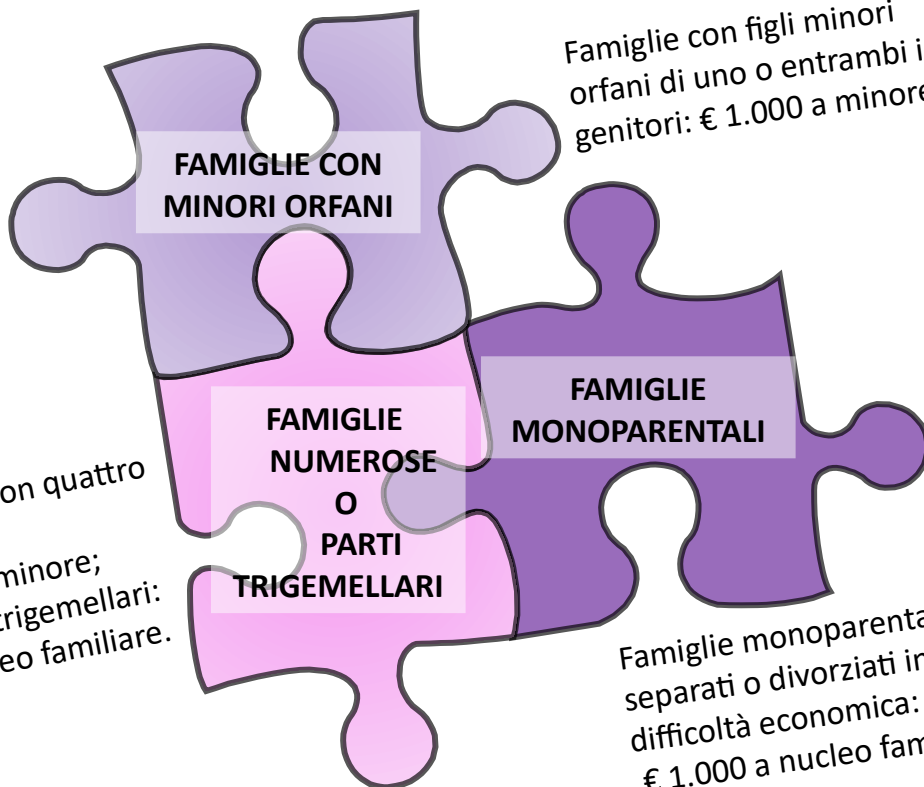 Famiglie con figli minori
orfani di uno o entrambi i
genitori: € 1.000 a minore
FAMIGLIE CON
MINORI ORFANI
FAMIGLIE
MONOPARENTALI
FAMIGLIE
NUMEROSE
O
PARTI
TRIGEMELLARI
on quattro
minore;
trigemellari:
eo familiare.
Famiglie monoparenta
separati o divorziati in
difficoltà economica:
€ 1.000 a nucleo fam